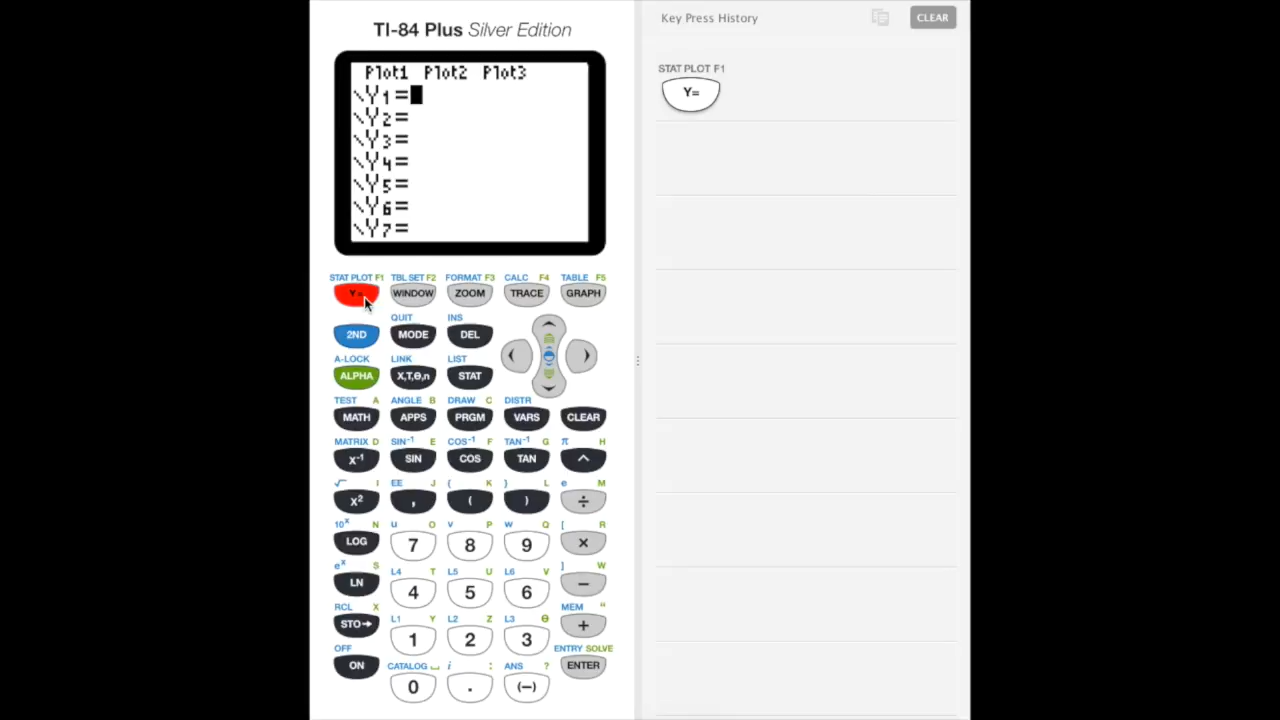 TI-84 Plus Silver Edition
Plot1 Plot2 Plot3
\Y1=
\Y2=
\Y3=
\Y4=
\Y5=
\Y6=
\Y7=
STAT PLOT F1 TBL SET F2 FORMAT F3 CALC F4 TABLE F5
Y= WINDOW ZOOM TRACE GRAPH
QUIT INS
2ND MODE DEL
A-LOCK LINK LIST
ALPHA X,T,Θ,n STAT
TEST A ANGLE B DRAW C DISTR
MATH APPS PRGM VARS CLEAR
MATRIX D SIN-1 E COS-1 F TAN-1 G π H
x-1 SIN COS TAN ^
√ I EE J { K } L e M
x2 , ( ) ÷
10x N u O v P w Q [ R
LOG 7 8 9 ×
ex S L4 T L5 U L6 V ] W
LN 4 5 6 −
RCL X L1 Y L2 Z L3 Θ MEM "
STO→ 1 2 3 +
OFF CATALOG ⎵ i : ANS ? ENTRY SOLVE
ON 0 . (−) ENTER
Key Press History
CLEAR
STAT PLOT F1
Y=